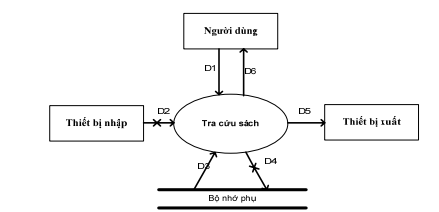 Người dùng
D1
D6
D2
D5
Thiết bị nhập
Tra cứu sách
Thiết bị xuất
D3
D4
Bộ nhớ phụ